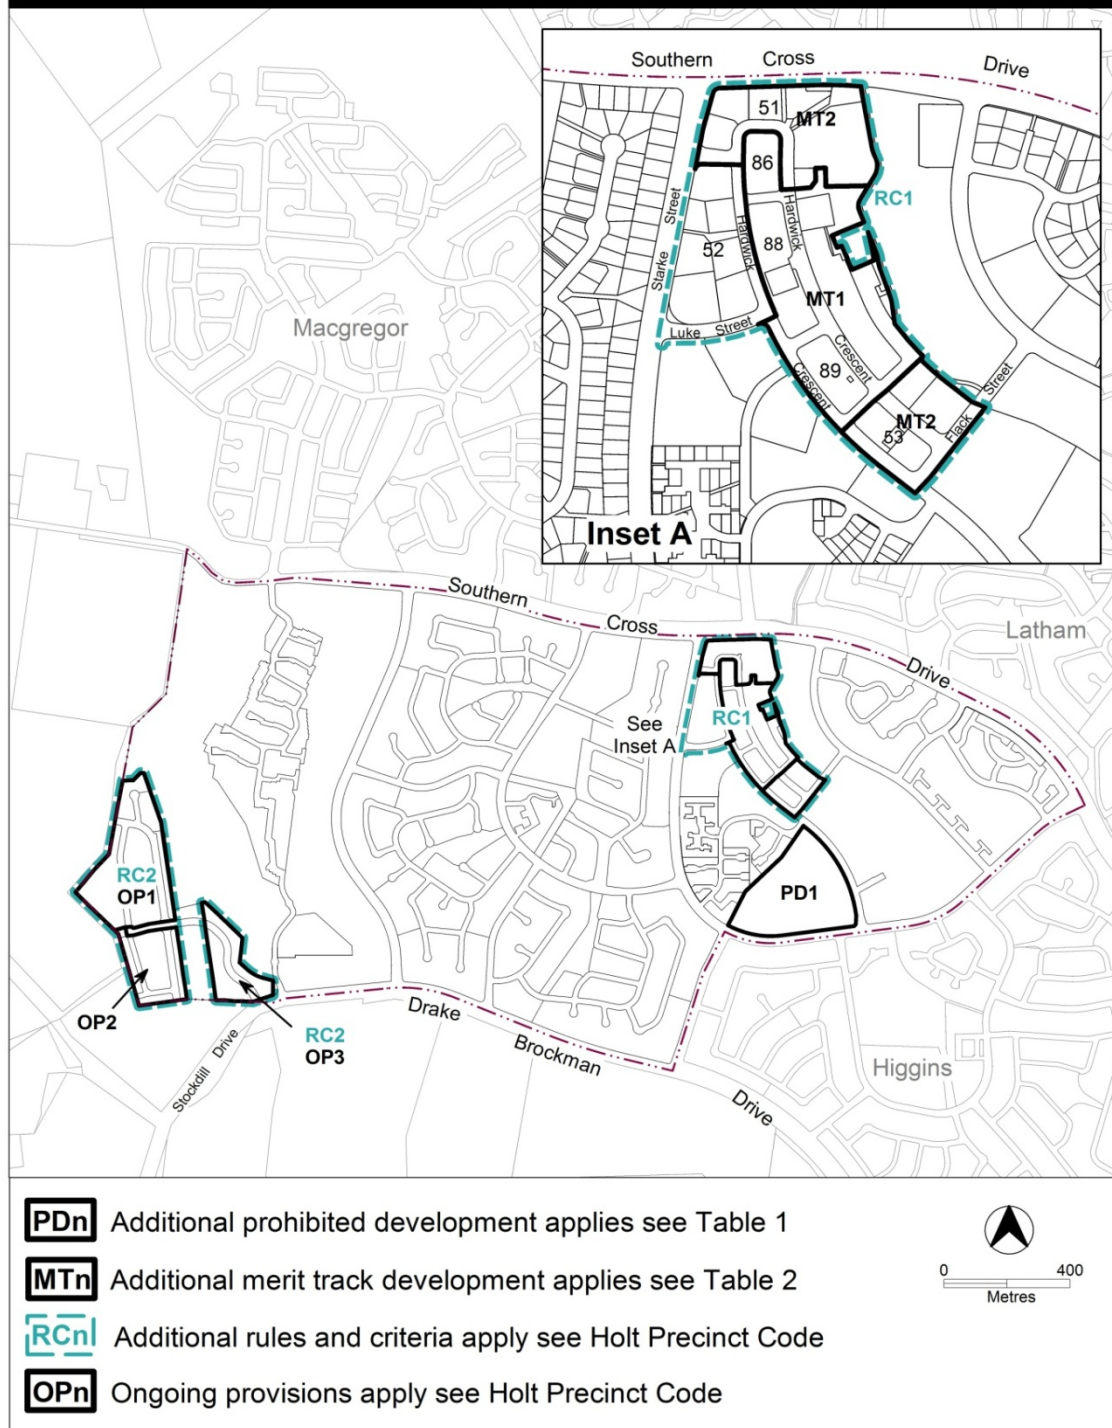 Southern Cross Drive
51
MT2
86
RC1
Starke Street
Hardwick
Hardwick
52
88
MT1
Luke Street
Crescent
Crescent
89
MT2
53
Flack Street
Inset A
Macgregor
Southern Cross Drive
Latham
See
Inset A
RC1
RC2
OP1
PD1
OP2
RC2
OP3
Stockdill Drive
Drake Brockman Drive
Higgins
PDn Additional prohibited development applies see Table 1
MTn Additional merit track development applies see Table 2
RCn Additional rules and criteria apply see Holt Precinct Code
OPn Ongoing provisions apply see Holt Precinct Code
0 400
Metres